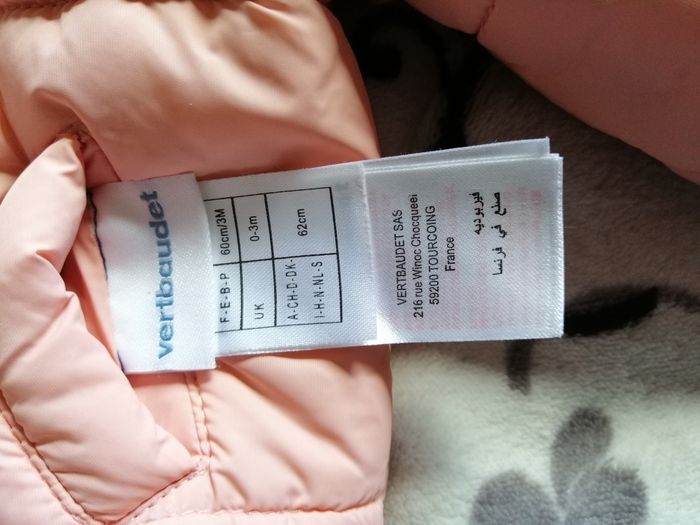 vertbaudet
F-E-B-P 60cm/3M
UK 0-3m
A-CH-D-DK- 62cm
I-H-N-NL-S
VERTBAUDET SAS
216 rue Winoc Chocqueei
59200 TOURCOING
France
فيربوديه
صنع في فرنسا